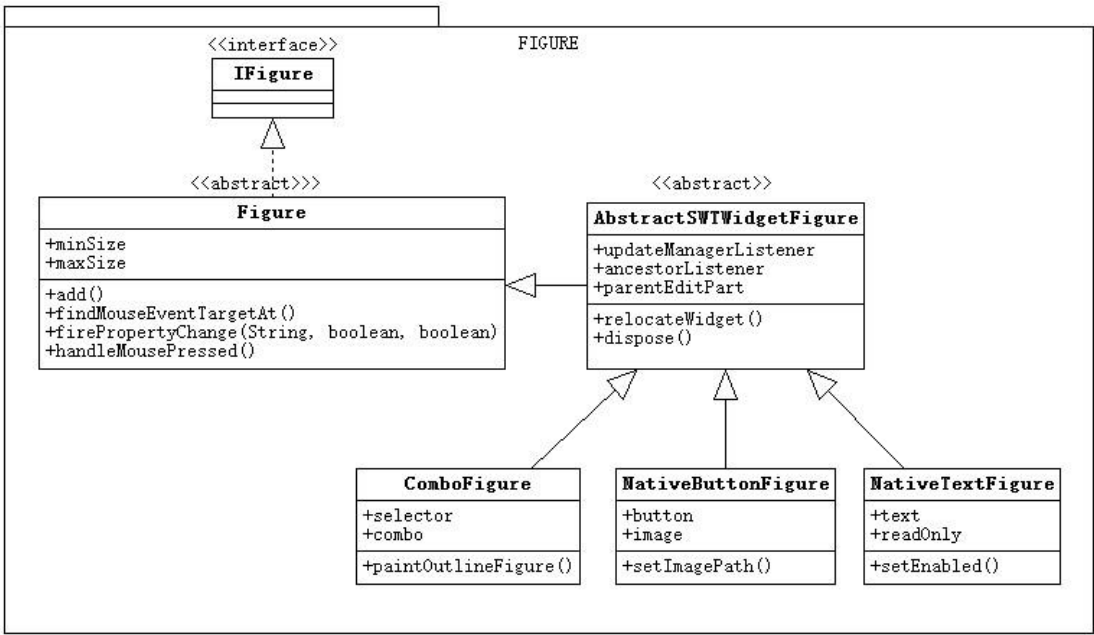 FIGURE
<<interface>>
IFigure
<<abstract>>>
Figure
+minSize
+maxSize
+add()
+findMouseEventTargetAt()
+firePropertyChange(String, boolean, boolean)
+handleMousePressed()
<<abstract>>
AbstractSWTWidgetFigure
+updateManagerListener
+ancestorListener
+parentEditPart
+relocateWidget()
+dispose()
ComboFigure
+selector
+combo
+paintOutlineFigure()
NativeButtonFigure
+button
+image
+setImagePath()
NativeTextFigure
+text
+readOnly
+setEnabled()